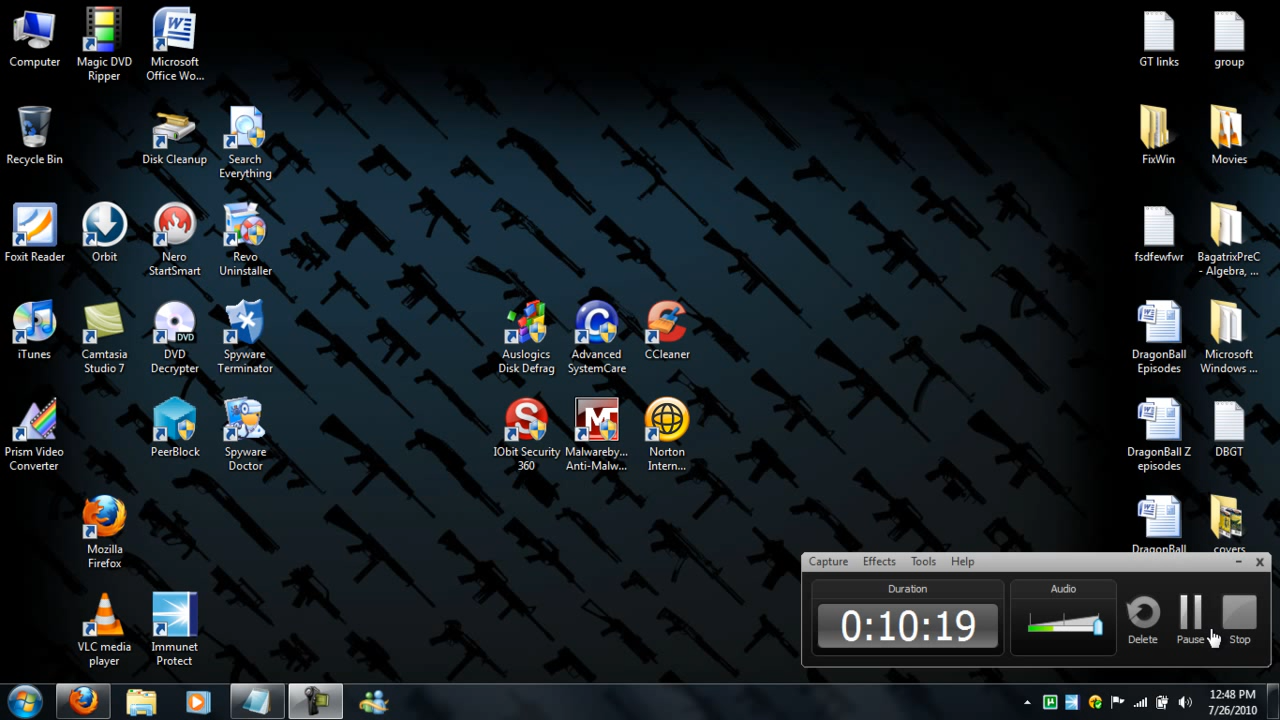 Computer
Magic DVD
Ripper
Microsoft
Office Wo...
GT links
group
Recycle Bin
Disk Cleanup
Search
Everything
FixWin
Movies
Foxit Reader
Orbit
Nero
StartSmart
Revo
Uninstaller
fsdfewfwr
BagatrixPreC
- Algebra, ...
iTunes
Camtasia
Studio 7
DVD
DVD
Decrypter
Spyware
Terminator
Auslogics
Disk Defrag
Advanced
SystemCare
CCleaner
DragonBall
Episodes
Microsoft
Windows ...
Prism Video
Converter
PeerBlock
Spyware
Doctor
IObit Security
360
Malwareby...
Anti-Malw...
Norton
Intern...
DragonBall Z
episodes
DBGT
Mozilla
Firefox
DragonBall
covers
VLC media
player
Immunet
Protect
Capture Effects Tools Help
Duration
0:10:19
Audio
Delete
Pause
Stop
12:48 PM
7/26/2010